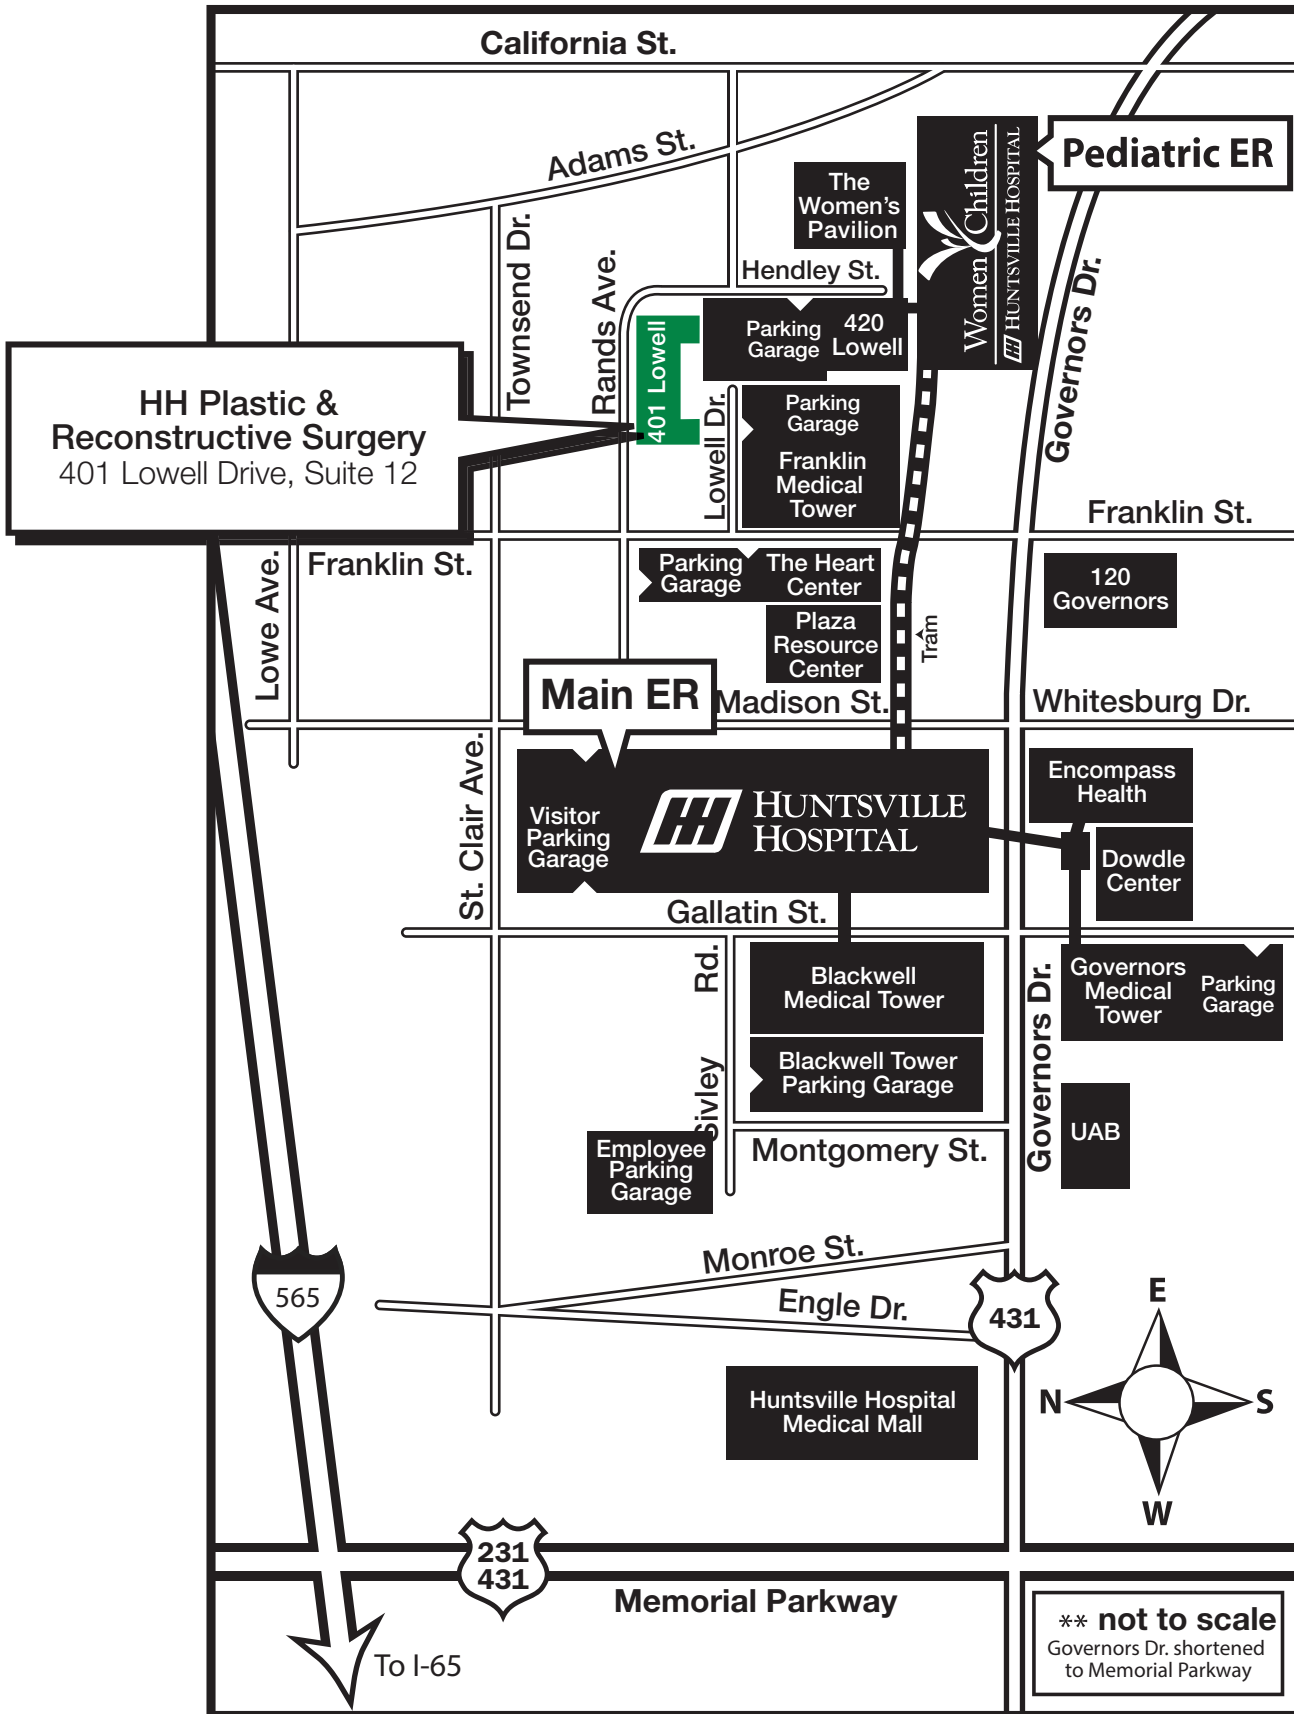 California St.
Adams St.
Pediatric ER
The
Women's
Pavilion
Women Children
HUNTSVILLE HOSPITAL
Townsend Dr.
Rands Ave.
Hendley St.
Governors Dr.
Parking
Garage
420
Lowell
401 Lowell
HH Plastic &
Reconstructive Surgery
401 Lowell Drive, Suite 12
Lowell Dr.
Parking
Garage
Franklin
Medical
Tower
Franklin St.
Franklin St.
Lowe Ave.
Parking
Garage
The Heart
Center
120
Governors
Plaza
Resource
Center
Tram
Main ER
Madison St.
Whitesburg Dr.
St. Clair Ave.
Visitor
Parking
Garage
HUNTSVILLE
HOSPITAL
Encompass
Health
Dowdle
Center
Gallatin St.
Sivley Rd.
Blackwell
Medical Tower
Governors Dr.
Governors
Medical
Tower
Parking
Garage
Blackwell Tower
Parking Garage
UAB
Employee
Parking
Garage
Montgomery St.
Monroe St.
Engle Dr.
565
431
E
N
S
W
Huntsville Hospital
Medical Mall
231
431
Memorial Parkway
To I-65
** not to scale
Governors Dr. shortened
to Memorial Parkway